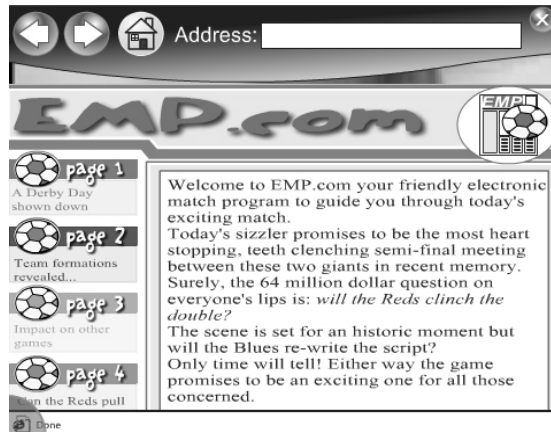 Address:
EMP.com
EMP
page 1
A Derby Day
shown down
page 2
Team formations
revealed...
page 3
Impact on other
games
page 4
Can the Reds pull
Welcome to EMP.com your friendly electronic
match program to guide you through today's
exciting match.
Today's sizzler promises to be the most heart
stopping, teeth clenching semi-final meeting
between these two giants in recent memory.
Surely, the 64 million dollar question on
everyone's lips is: will the Reds clinch the
double?
The scene is set for an historic moment but
will the Blues re-write the script?
Only time will tell! Either way the game
promises to be an exciting one for all those
concerned.
Done